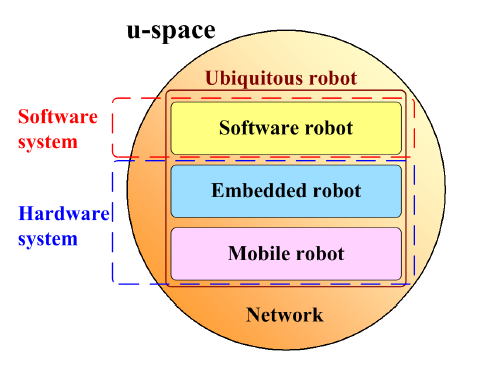 u-space
Ubiquitous robot
Software
system
Software robot
Embedded robot
Hardware
system
Mobile robot
Network